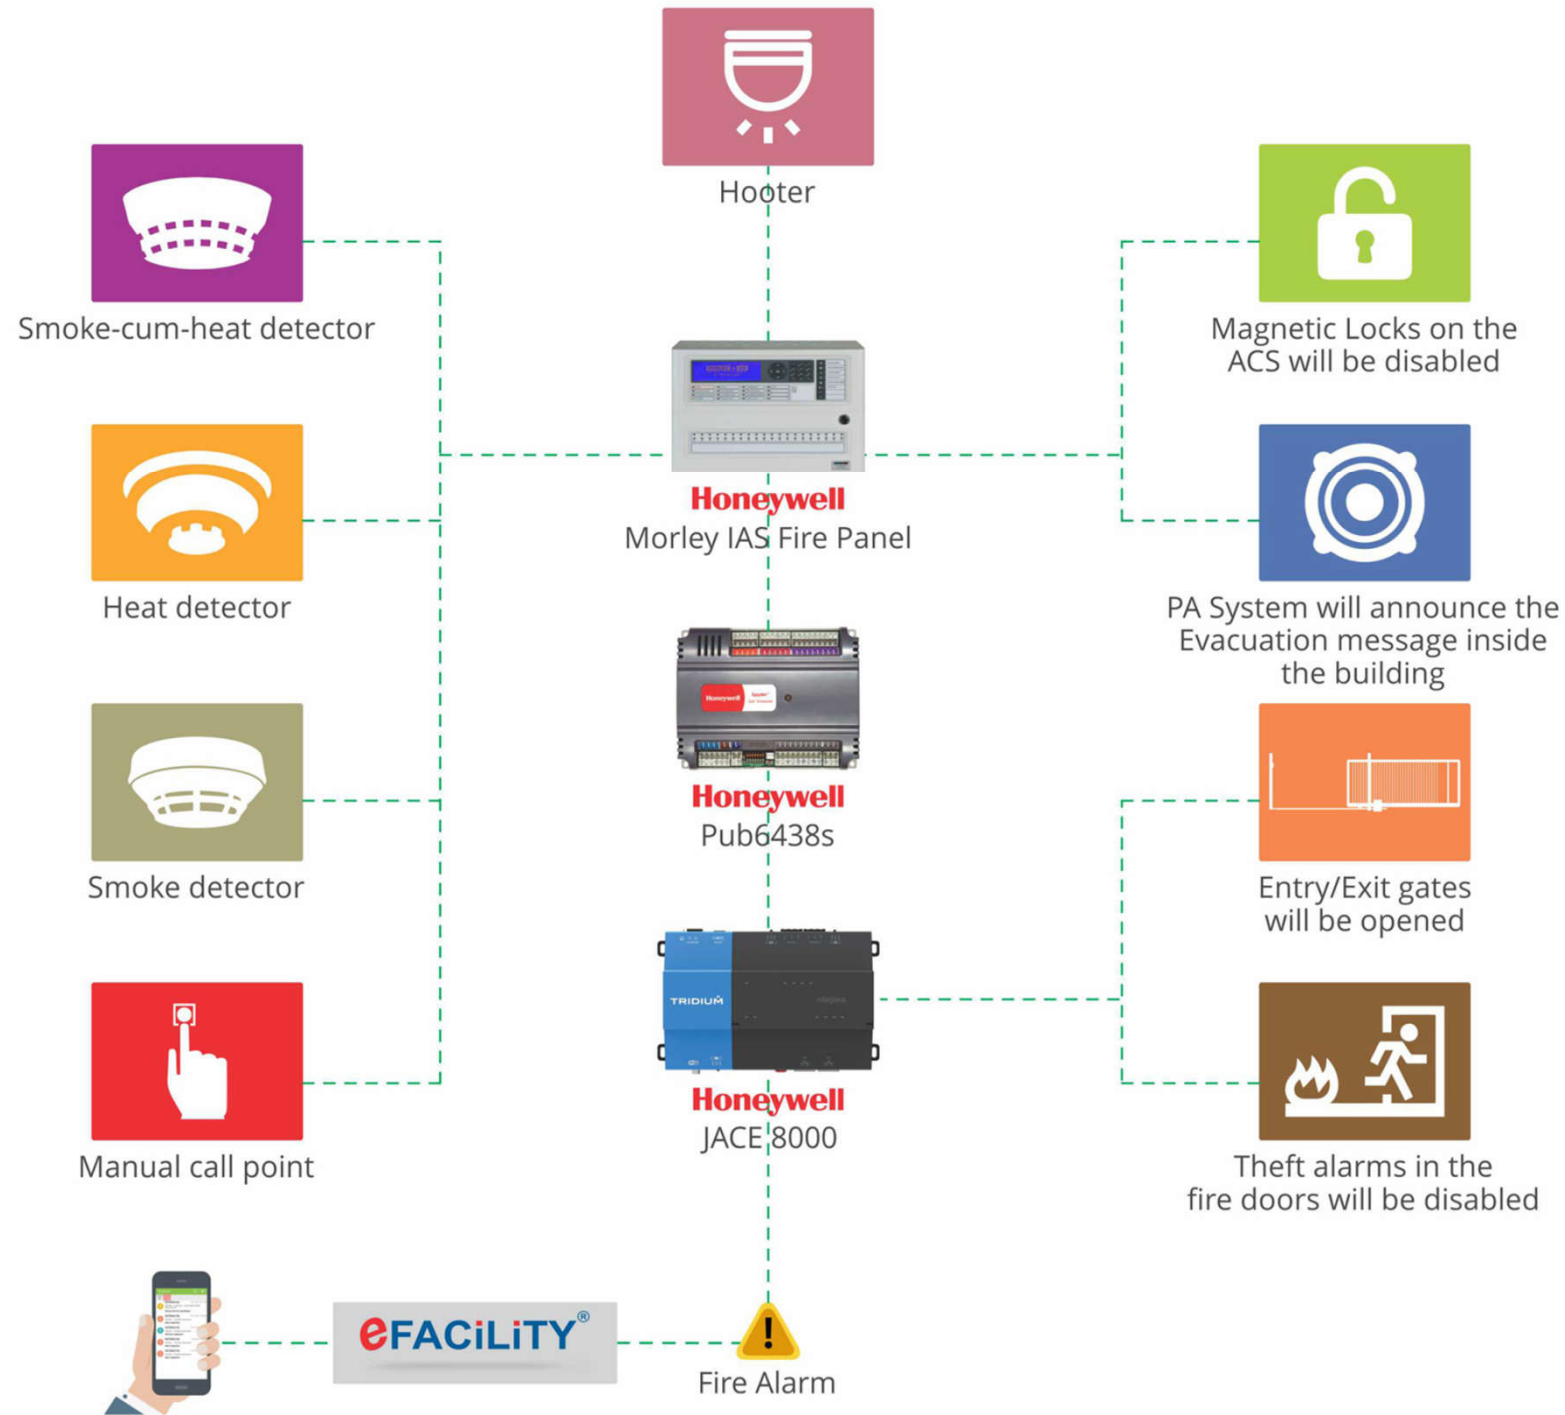 Hooter
Smoke-cum-heat detector
Magnetic Locks on the
ACS will be disabled
Honeywell
Morley IAS Fire Panel
Heat detector
PA System will announce the
Evacuation message inside
the building
Honeywell
Honeywell
Pub6438s
Smoke detector
Entry/Exit gates
will be opened
TRIDIUM
Honeywell
JACE 8000
Manual call point
Theft alarms in the
fire doors will be disabled
eFACiLiTY®
Fire Alarm